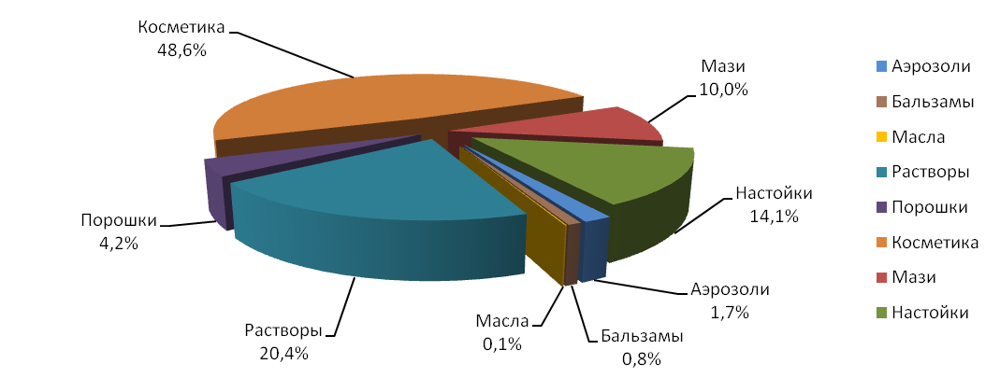 Косметика
48,6%
Мази
10,0%
Настойки
14,1%
Аэрозоли
1,7%
Бальзамы
0,8%
Масла
0,1%
Растворы
20,4%
Порошки
4,2%
Аэрозоли
Бальзамы
Масла
Растворы
Порошки
Косметика
Мази
Настойки